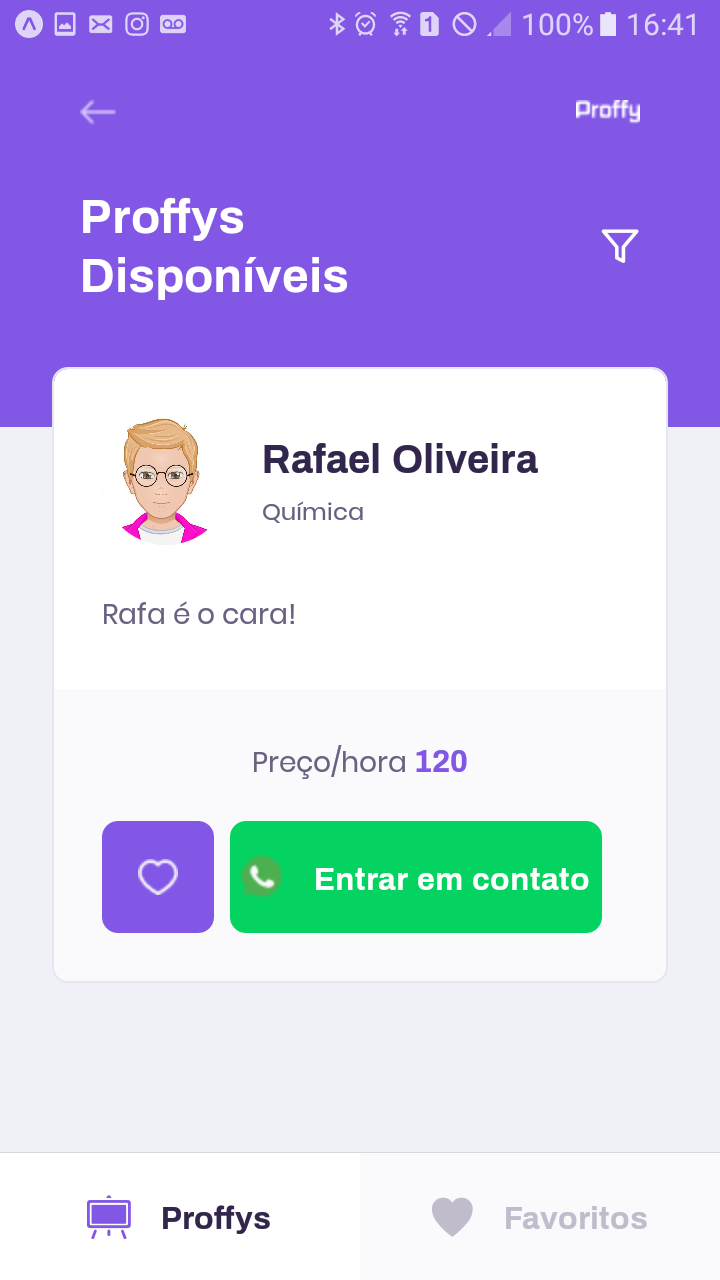 1 100% 16:41
Proffy
Proffys
Disponíveis
Rafael Oliveira
Química
Rafa é o cara!
Preço/hora 120
Entrar em contato
Proffys Favoritos